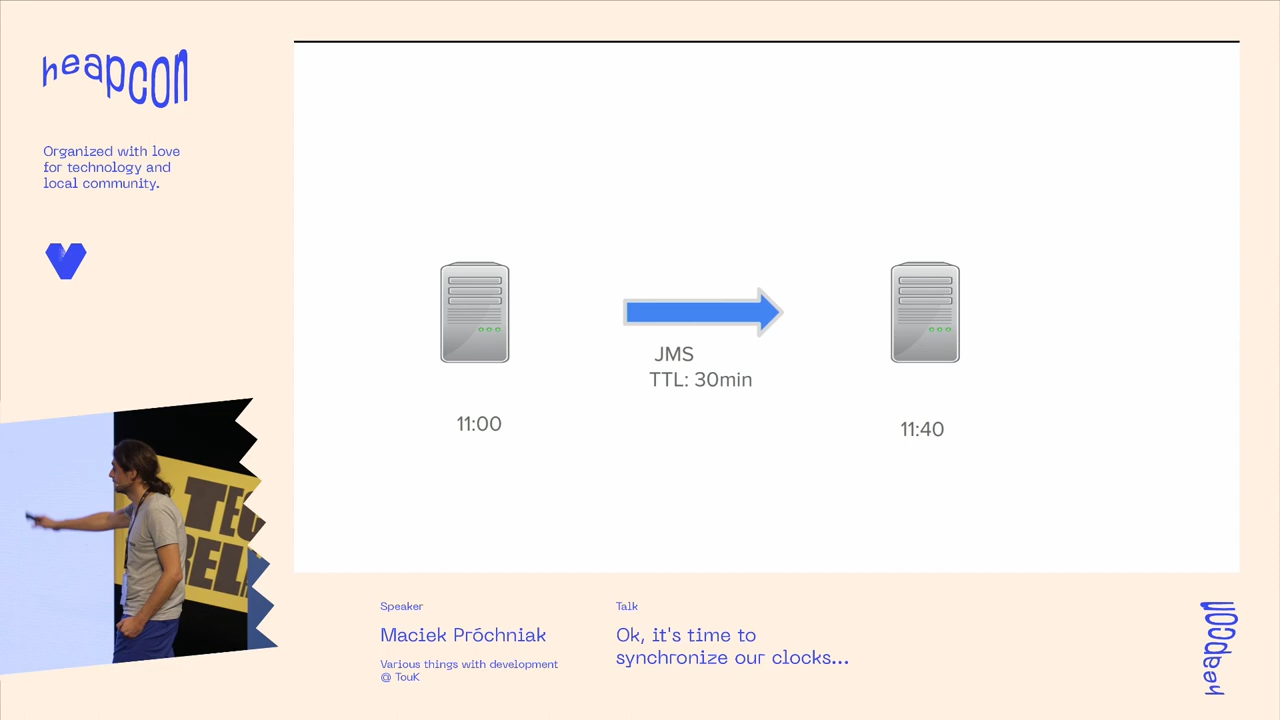 heapcon
Organized with love
for technology and
local community.
JMS
TTL: 30min
11:00
11:40
Speaker
Maciek Próchniak
Various things with development
@ TouK
Talk
Ok, it's time to
synchronize our clocks...
heapcon